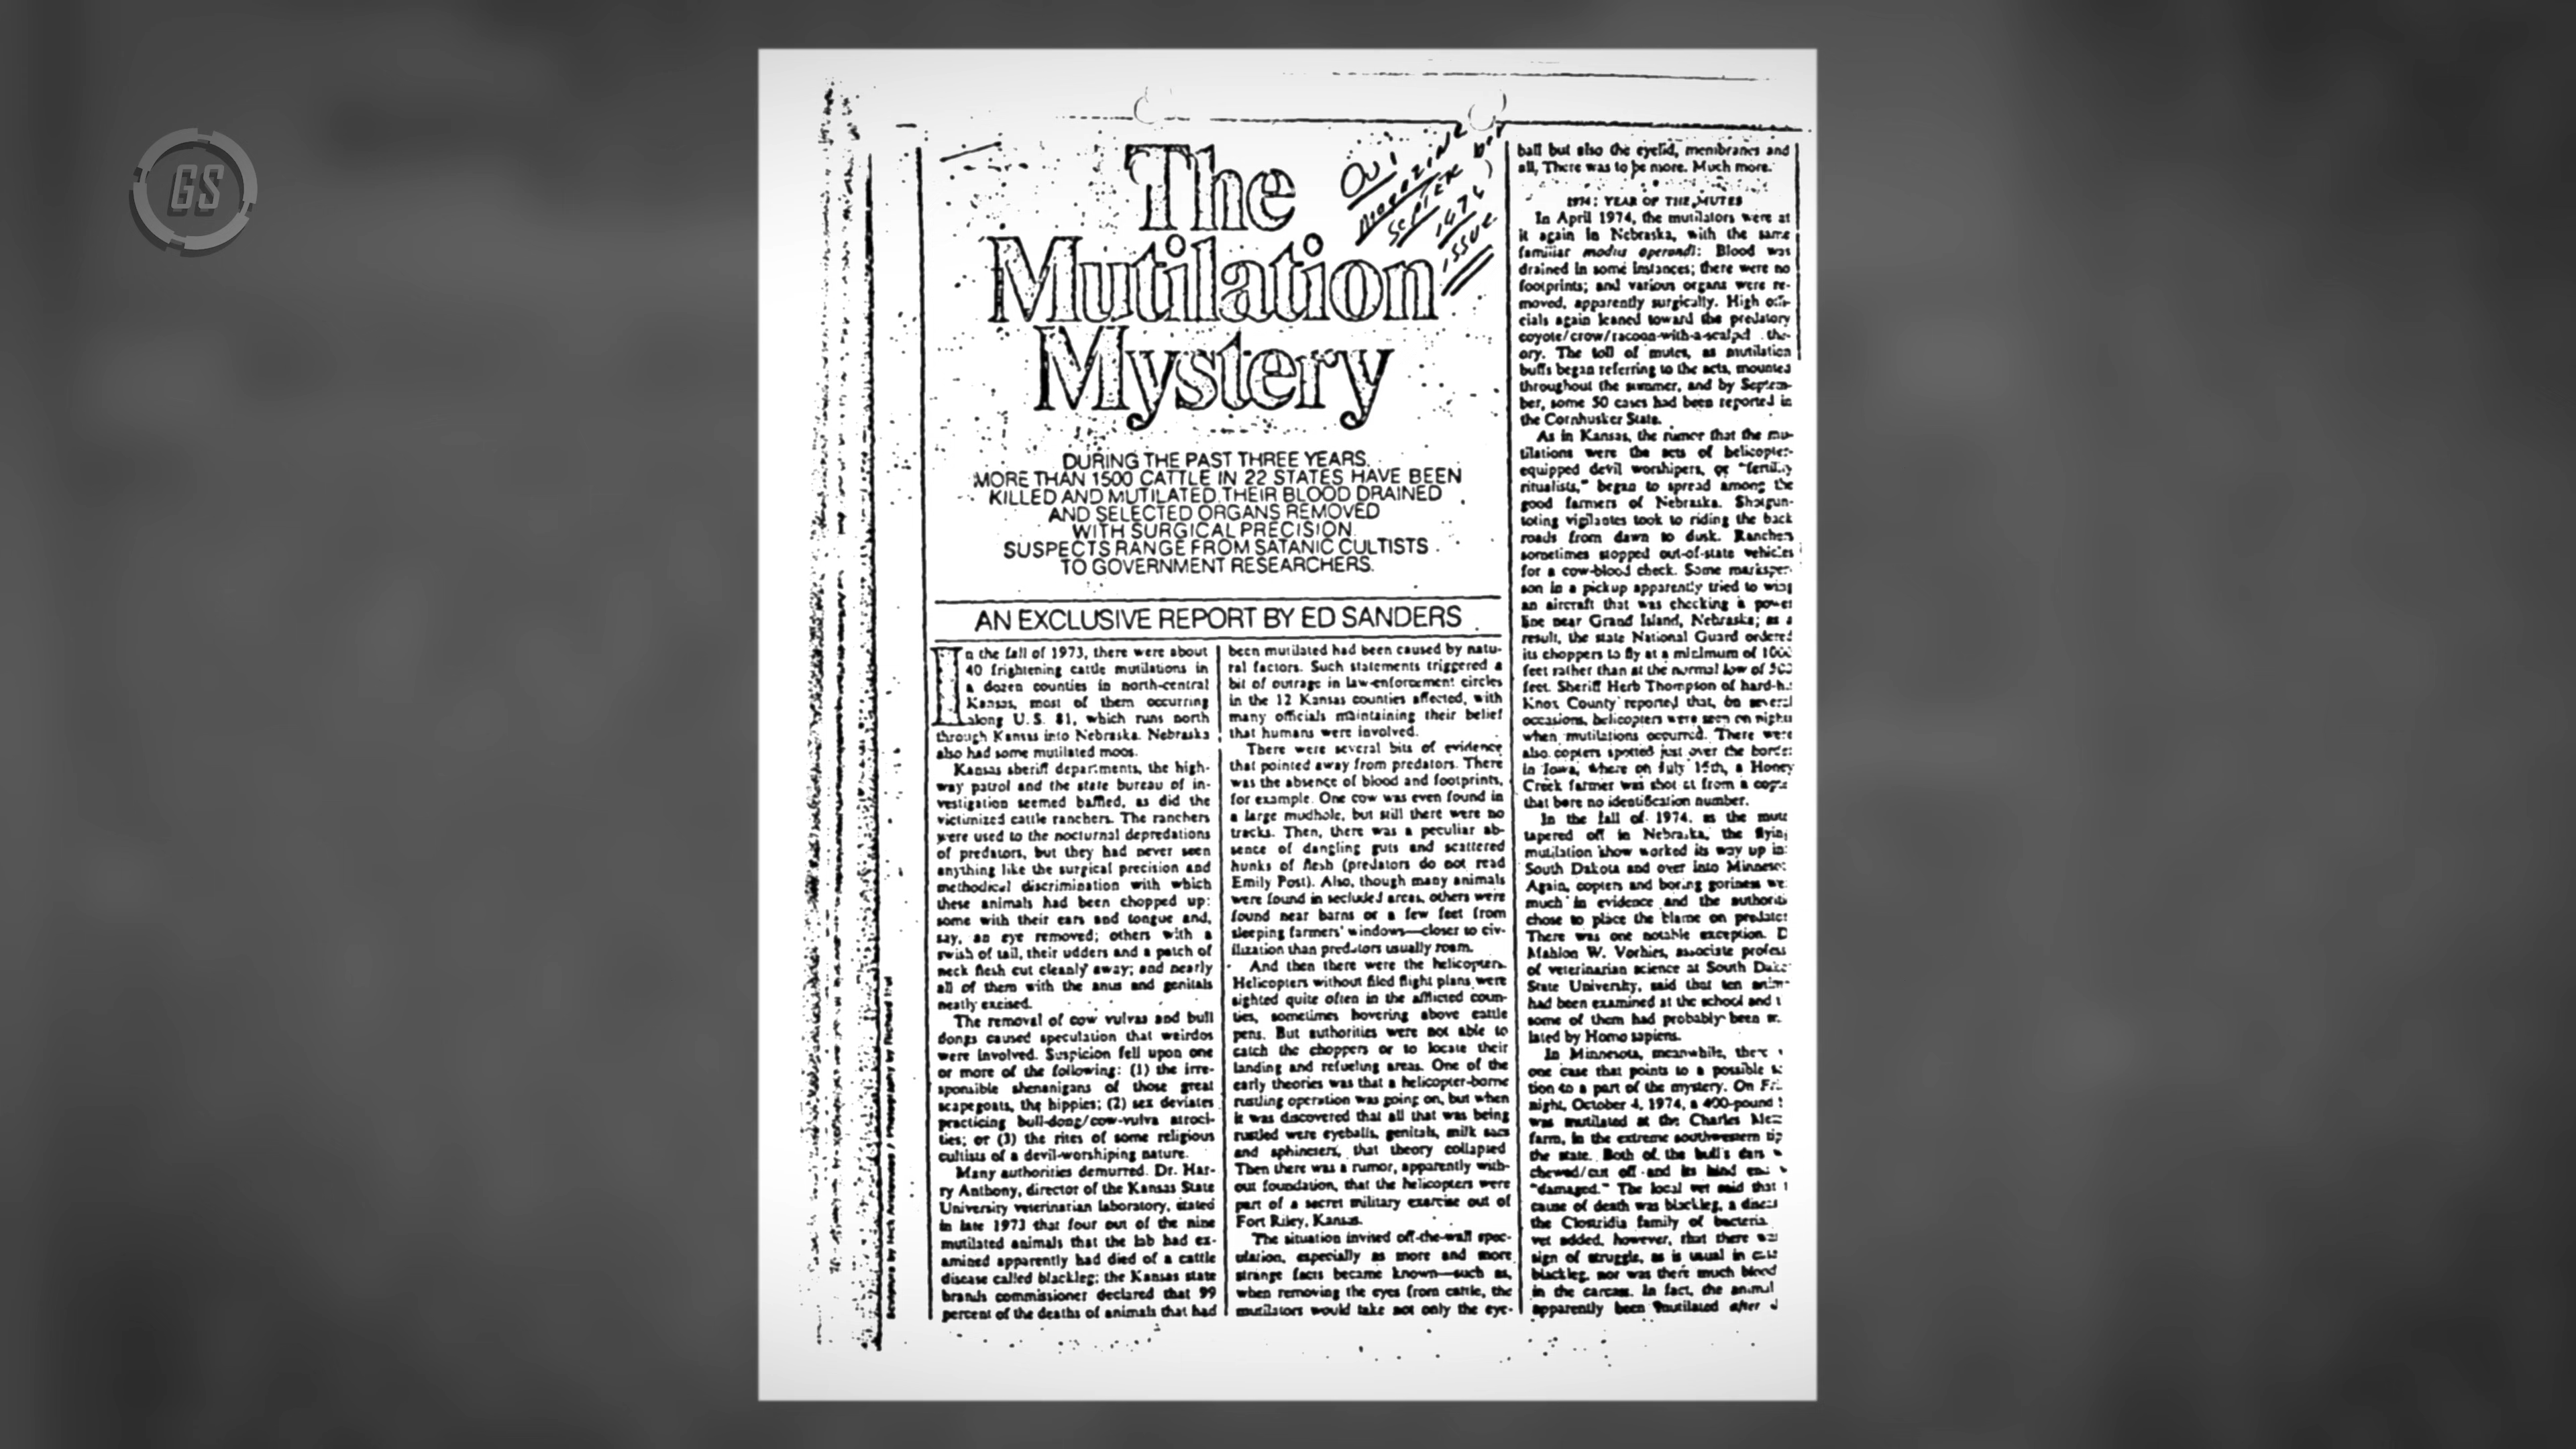 GS
The
Mutilation
Mystery
OUI
MAGAZINE
SEPTEMBER
1976
ISSUE
DURING THE PAST THREE YEARS,
MORE THAN 1500 CATTLE IN 22 STATES HAVE BEEN
KILLED AND MUTILATED, THEIR BLOOD DRAINED
AND SELECTED ORGANS REMOVED
WITH SURGICAL PRECISION.
SUSPECTS RANGE FROM SATANIC CULTISTS
TO GOVERNMENT RESEARCHERS.
AN EXCLUSIVE REPORT BY ED SANDERS
In the fall of 1973, there were about
40 frightening cattle mutilations in
a dozen counties in north-central
Kansas, most of them occurring
along U.S. 81, which runs north
through Kansas into Nebraska. Nebraska
also had some mutilated moos.
Kansas sheriff departments, the high-
way patrol and the state bureau of in-
vestigation seemed baffled, as did the
victimized cattle ranchers. The ranchers
were used to the nocturnal depredations
of predators, but they had never seen
anything like the surgical precision and
methodical discrimination with which
these animals had been chopped up:
some with their ears and tongue and,
say, an eye removed; others with a
swish of tail, their udders and a patch of
neck flesh cut cleanly away; and nearly
all of them with the anus and genitals
neatly excised.
The removal of cow vulvas and bull
dongs caused speculation that weirdos
were involved. Suspicion fell upon one
or more of the following: (1) the irre-
sponsible shenanigans of those great
scapegoats, the hippies; (2) sex deviates
practicing bull-dong/cow-vulva atroci-
ties; or (3) the rites of some religious
cultists of a devil-worshiping nature.
Many authorities demurred. Dr. Har-
ry Anthony, director of the Kansas State
University veterinarian laboratory, stated
in late 1973 that four out of the nine
mutilated animals that the lab had ex-
amined apparently had died of a cattle
disease called blackleg; the Kansas state
brands commissioner declared that 99
percent of the deaths of animals that had
been mutilated had been caused by natu-
ral factors. Such statements triggered a
bit of outrage in law-enforcement circles
in the 12 Kansas counties affected, with
many officials maintaining their belief
that humans were involved.
There were several bits of evidence
that pointed away from predators. There
was the absence of blood and footprints,
for example. One cow was even found in
a large mudhole, but still there were no
tracks. Then, there was a peculiar ab-
sence of dangling guts and scattered
hunks of flesh (predators do not read
Emily Post). Also, though many animals
were found in secluded areas, others were
found near barns or a few feet from
sleeping farmers' windows—closer to civ-
ilization than predators usually roam.
And then there were the helicopters.
Helicopters without filed flight plans were
sighted quite often in the afflicted coun-
ties, sometimes hovering above cattle
pens. But authorities were not able to
catch the choppers or to locate their
landing and refueling areas. One of the
early theories was that a helicopter-borne
rustling operation was going on, but when
it was discovered that all that was being
rustled were eyeballs, genitals, milk sacs
and sphincters, that theory collapsed.
Then there was a rumor, apparently with-
out foundation, that the helicopters were
part of a secret military exercise out of
Fort Riley, Kansas.
The situation invited off-the-wall spec-
ulation, especially as more and more
strange facts became known—such as,
when removing the eyes from cattle, the
mutilators would take not only the eye-
ball but also the eyelid, membranes and
all, There was to be more. Much more.
1974: YEAR OF THE MUTES
In April 1974, the mutilators were at
it again in Nebraska, with the same
familiar modus operandi: Blood was
drained in some instances; there were no
footprints; and various organs were re-
moved, apparently surgically. High offi-
cials again leaned toward the predatory
coyote/crow/racoon-with-a-scalpel the-
ory. The toll of mutes, as mutilation
buffs began referring to the acts, mounted
throughout the summer, and by Septem-
ber, some 50 cases had been reported in
the Cornhusker State.
As in Kansas, the rumor that the mu-
tilations were the acts of helicopter-
equipped devil worshipers, or "fertility
ritualists," began to spread among the
good farmers of Nebraska. Shotgun-
toting vigilantes took to riding the back
roads from dawn to dusk. Ranchers
sometimes stopped out-of-state vehicles
for a cow-blood check. Some marksper-
son in a pickup apparently tried to wing
an aircraft that was checking a power
line near Grand Island, Nebraska; as a
result, the state National Guard ordered
its choppers to fly at a minimum of 1000
feet rather than at the normal low of 500
feet. Sheriff Herb Thompson of hard-hi
Knox County reported that, on several
occasions, helicopters were seen on nights
when mutilations occurred. There were
also copters spotted just over the border
in Iowa, where on July 15th, a Honey
Creek farmer was shot at from a copter
that bore no identification number.
In the fall of 1974, as the mute
tapered off in Nebraska, the flying
mutilation show worked its way up in
South Dakota and over into Minnesot
Again, copters and boring goriness we
much in evidence and the authoriti
chose to place the blame on predator
There was one notable exception. D
Mahlon W. Vorhies, associate profess
of veterinarian science at South Dako
State University, said that ten anim
had been examined at the school and t
some of them had probably been m
lated by Homo sapiens.
In Minnesota, meanwhile, there
one case that points to a possible
tion to a part of the mystery. On Fri
night, October 4, 1974, a 400-pound
was mutilated at the Charles
farm, in the extreme southwestern tip
the state. Both of the bull's ears
chewed/cut off and its hind end
"damaged." The local vet said that
cause of death was blackleg, a diseas
the Clostridia family of bacteria.
vet added, however, that there was
sign of struggle, as is usual in case
blackleg, nor was there much blood
in the carcass. In fact, the animal
apparently been mutilated after d
Sculpture by Nick Aristovulos / Photography by Richard